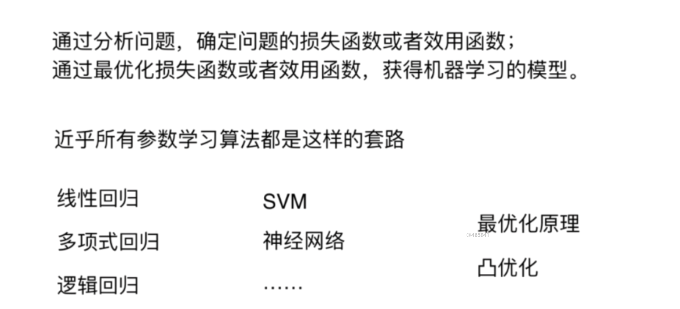 通过分析问题，确定问题的损失函数或者效用函数；
通过最优化损失函数或者效用函数，获得机器学习的模型。
近乎所有参数学习算法都是这样的套路
线性回归
多项式回归
逻辑回归
SVM
神经网络
……
最优化原理
凸优化